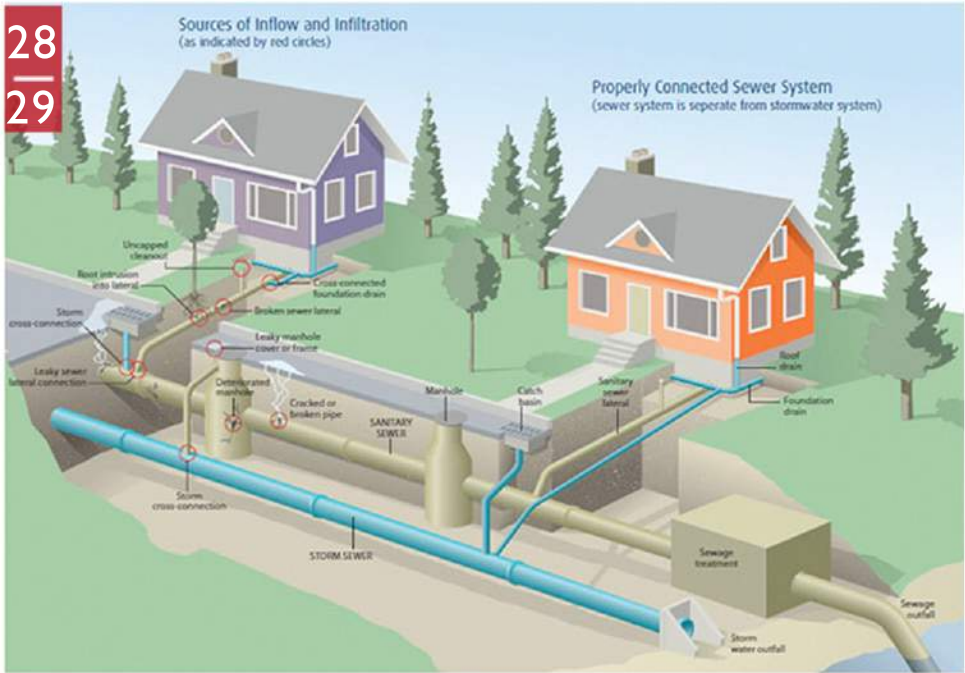 28
29
Sources of Inflow and Infiltration
(as indicated by red circles)
Properly Connected Sewer System
(sewer system is seperate from stormwater system)
Uncapped
cleanout
Root intrusion
into lateral
Cross-connected
foundation drain
Broken sewer lateral
Storm
cross-connection
Leaky manhole
cover or frame
Leaky sewer
lateral connection
Deteriorated
manhole
Cracked or
broken pipe
SANITARY
SEWER
Manhole
Catch
basin
Sanitary
sewer
lateral
Roof
drain
Foundation
drain
Storm
cross-connection
STORM SEWER
Sewage
treatment
Sewage
outfall
Storm
water outfall